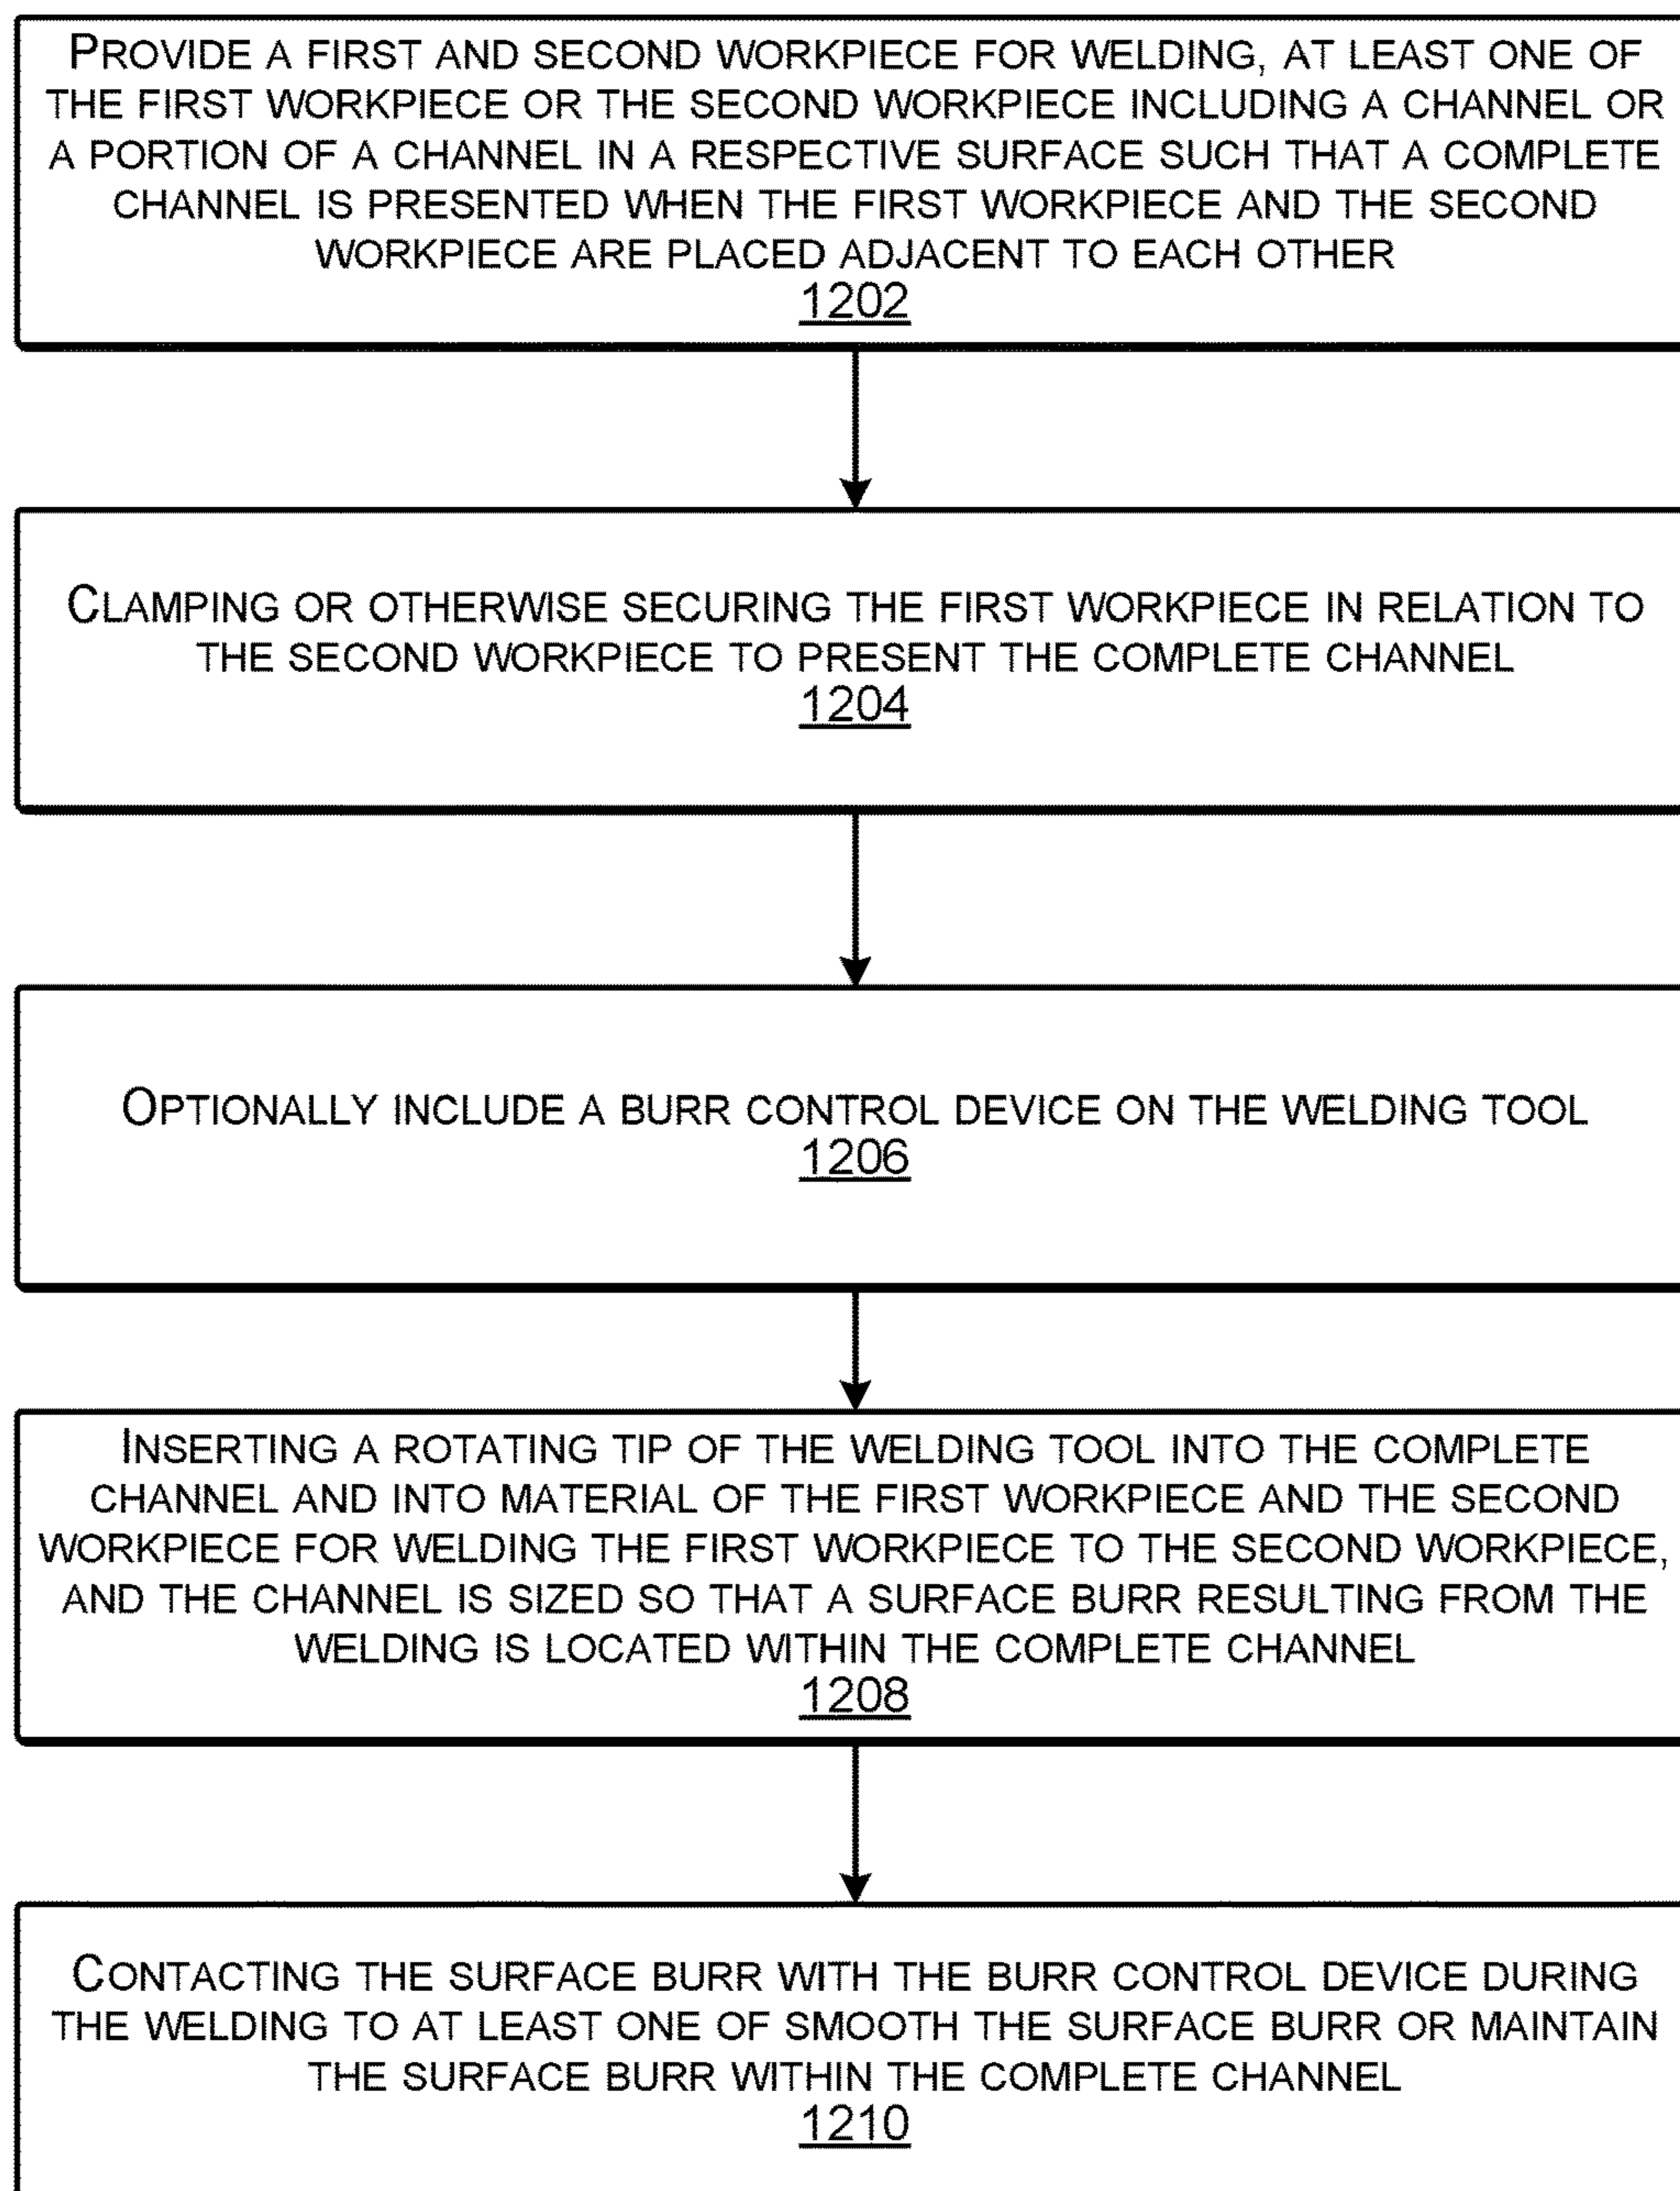 PROVIDE A FIRST AND SECOND WORKPIECE FOR WELDING, AT LEAST ONE OF
THE FIRST WORKPIECE OR THE SECOND WORKPIECE INCLUDING A CHANNEL OR
A PORTION OF A CHANNEL IN A RESPECTIVE SURFACE SUCH THAT A COMPLETE
CHANNEL IS PRESENTED WHEN THE FIRST WORKPIECE AND THE SECOND
WORKPIECE ARE PLACED ADJACENT TO EACH OTHER
1202
CLAMPING OR OTHERWISE SECURING THE FIRST WORKPIECE IN RELATION TO
THE SECOND WORKPIECE TO PRESENT THE COMPLETE CHANNEL
1204
OPTIONALLY INCLUDE A BURR CONTROL DEVICE ON THE WELDING TOOL
1206
INSERTING A ROTATING TIP OF THE WELDING TOOL INTO THE COMPLETE
CHANNEL AND INTO MATERIAL OF THE FIRST WORKPIECE AND THE SECOND
WORKPIECE FOR WELDING THE FIRST WORKPIECE TO THE SECOND WORKPIECE,
AND THE CHANNEL IS SIZED SO THAT A SURFACE BURR RESULTING FROM THE
WELDING IS LOCATED WITHIN THE COMPLETE CHANNEL
1208
CONTACTING THE SURFACE BURR WITH THE BURR CONTROL DEVICE DURING
THE WELDING TO AT LEAST ONE OF SMOOTH THE SURFACE BURR OR MAINTAIN
THE SURFACE BURR WITHIN THE COMPLETE CHANNEL
1210